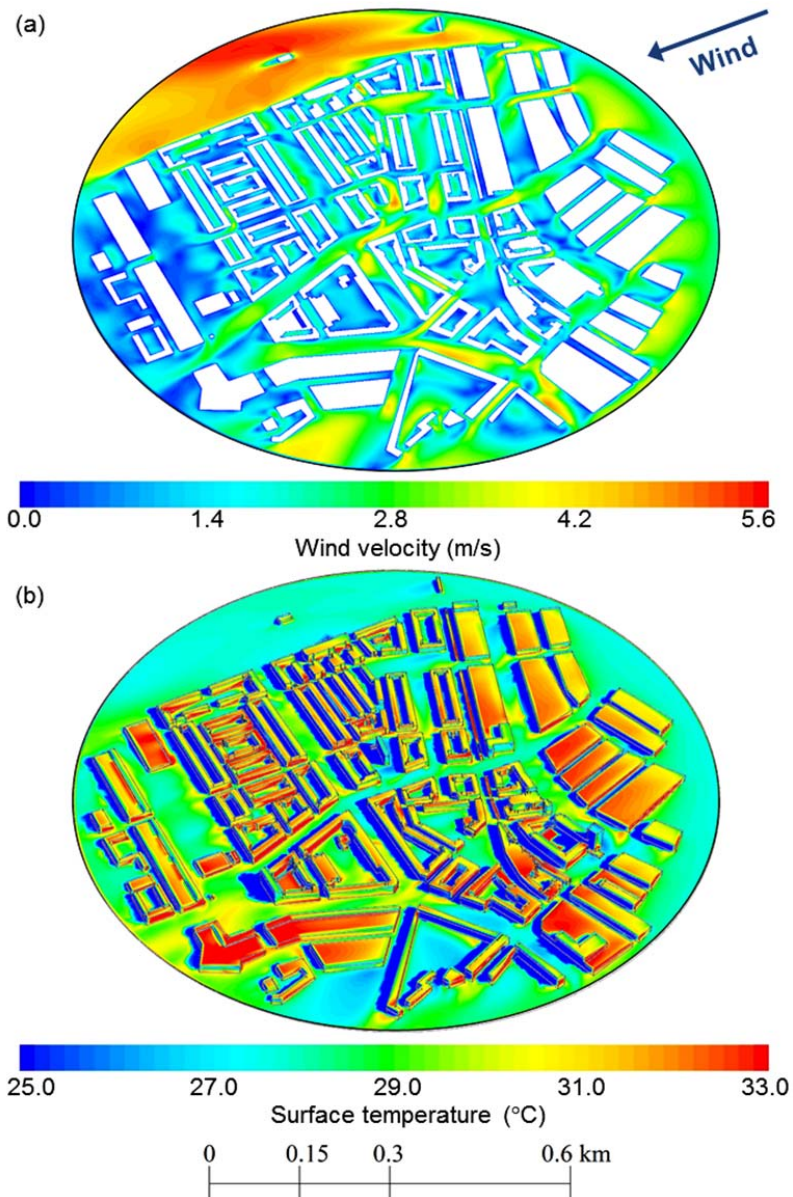 (a)
Wind
0.0 1.4 2.8 4.2 5.6
Wind velocity (m/s)
(b)
25.0 27.0 29.0 31.0 33.0
Surface temperature (°C)
0 0.15 0.3 0.6 km